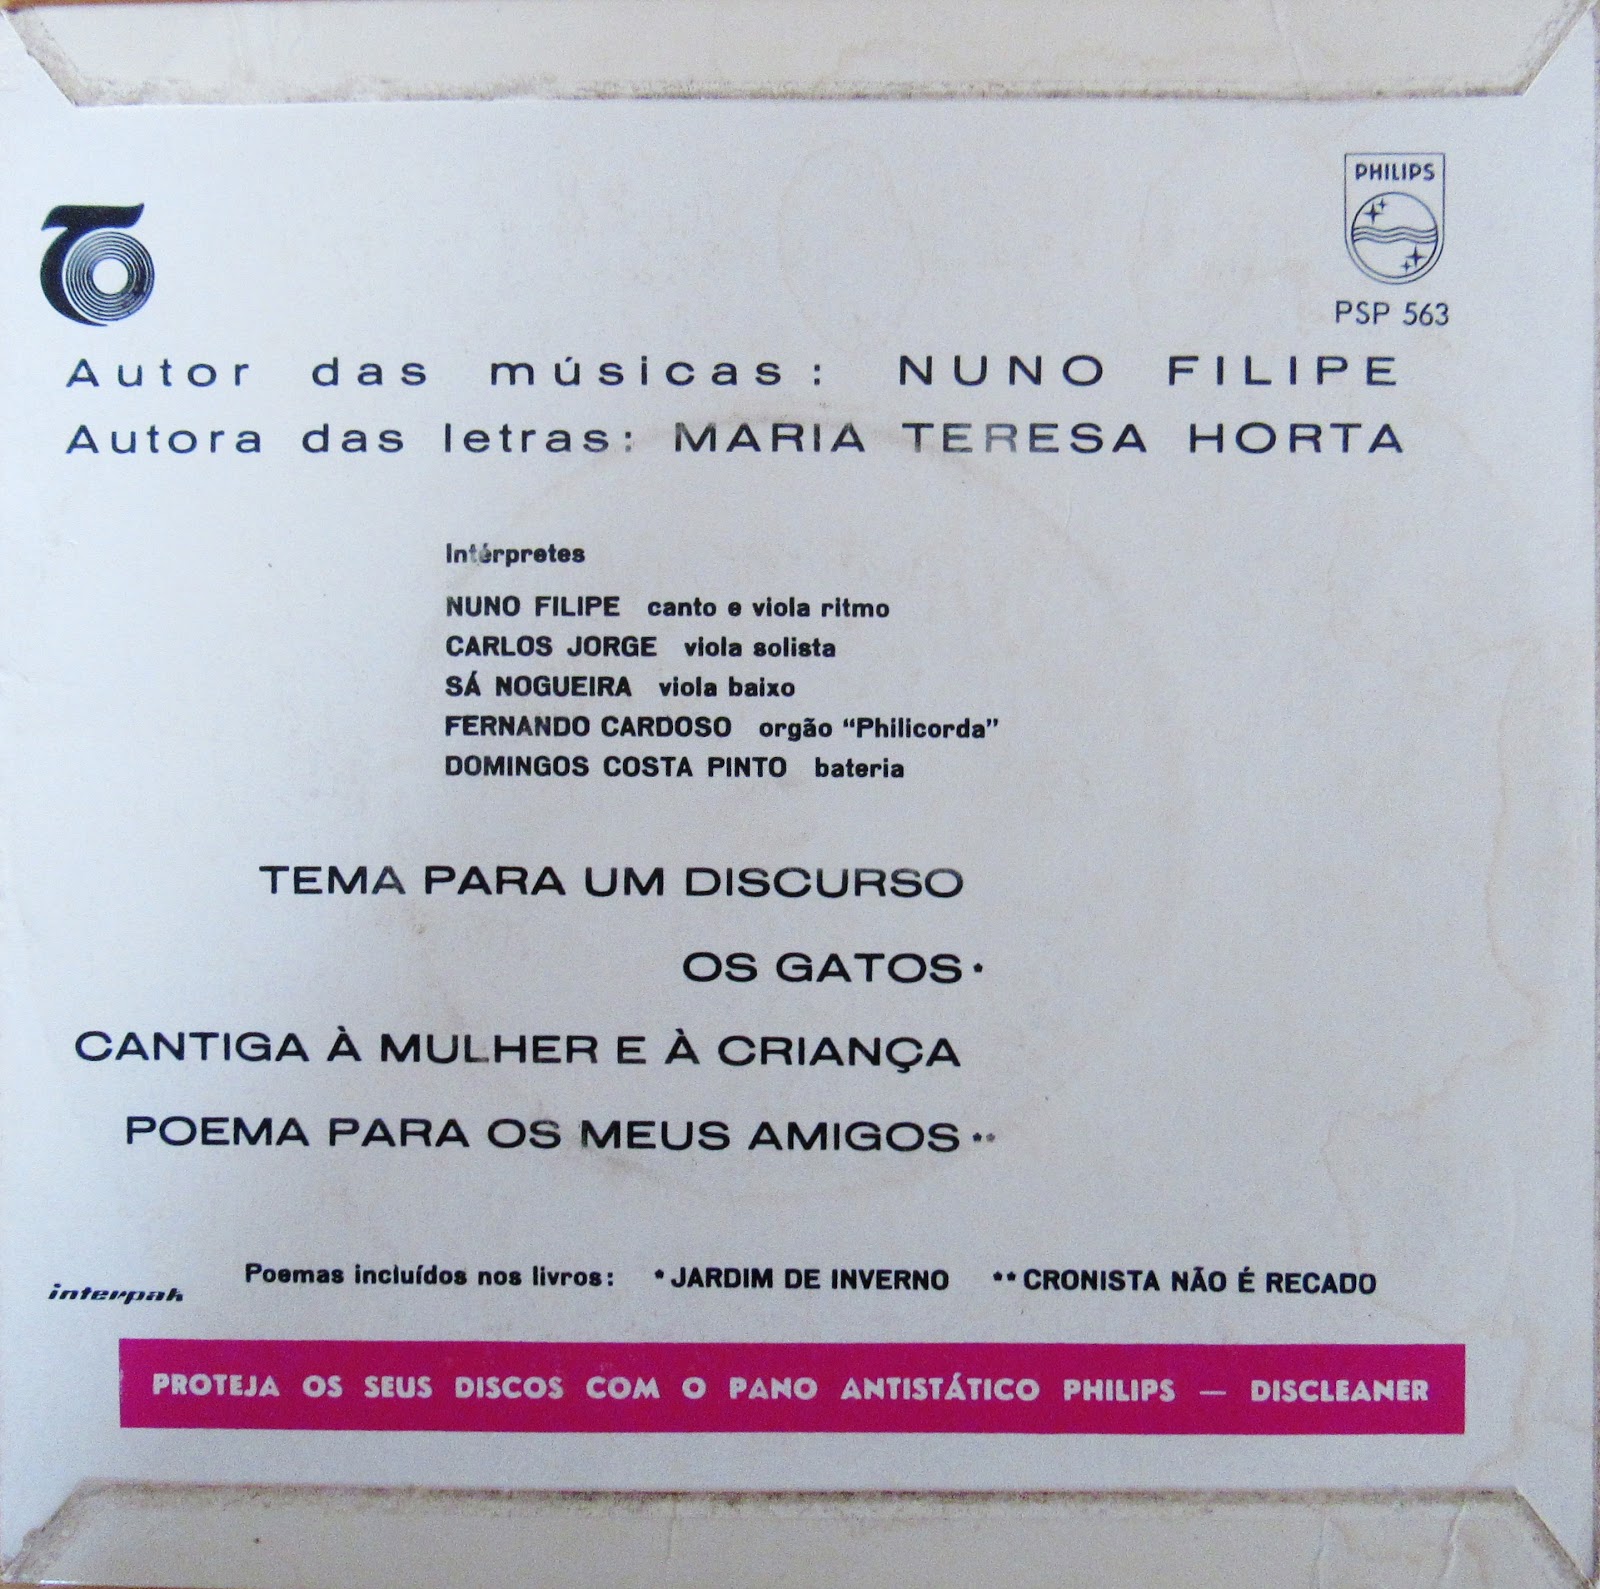 PHILIPS
PSP 563
Autor das músicas: NUNO FILIPE
Autora das letras: MARIA TERESA HORTA
Intérpretes
NUNO FILIPE canto e viola ritmo
CARLOS JORGE viola solista
SÁ NOGUEIRA viola baixo
FERNANDO CARDOSO orgão “Philicorda”
DOMINGOS COSTA PINTO bateria
TEMA PARA UM DISCURSO
OS GATOS*
CANTIGA À MULHER E À CRIANÇA
POEMA PARA OS MEUS AMIGOS**
Poemas incluídos nos livros: *JARDIM DE INVERNO **CRONISTA NÃO É RECADO
interpak
PROTEJA OS SEUS DISCOS COM O PANO ANTISTÁTICO PHILIPS — DISCLEANER